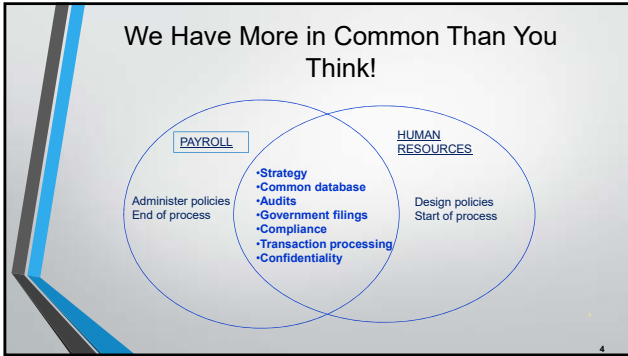 We Have More in Common Than You
Think!
PAYROLL
Administer policies
End of process
•Strategy
•Common database
•Audits
•Government filings
•Compliance
•Transaction processing
•Confidentiality
HUMAN
RESOURCES
Design policies
Start of process
4